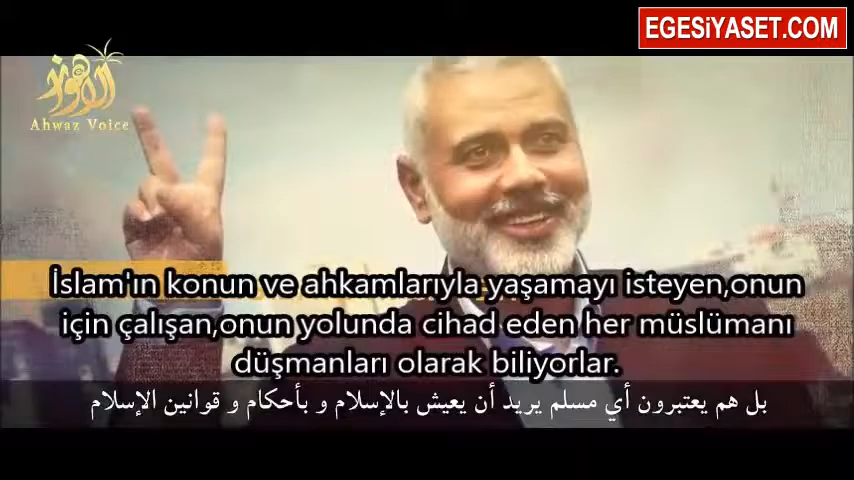 EGESiYASET.COM
الاهواز
Ahwaz Voice
İslam'ın konun ve ahkamlarıyla yaşamayı isteyen,onun
için çalışan,onun yolunda cihad eden her müslümanı
düşmanları olarak biliyorlar.
بل هم يعتبرون أي مسلم يريد أن يعيش بالإسلام و بأحكام و قوانين الإسلام